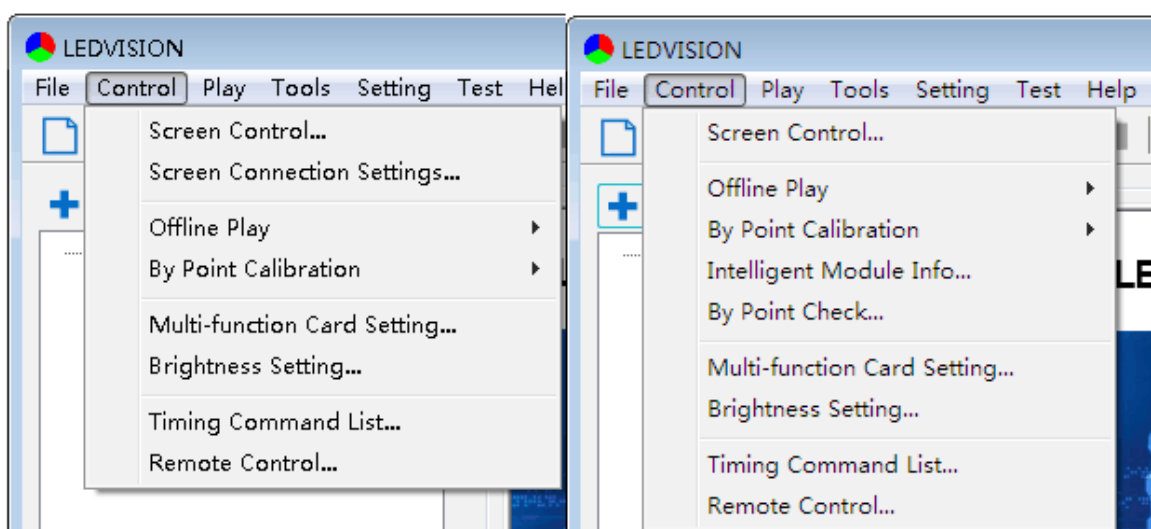 LEDVISION
File Control Play Tools Setting Test Hel
Screen Control...
Screen Connection Settings...
Offline Play
By Point Calibration
Multi-function Card Setting...
Brightness Setting...
Timing Command List...
Remote Control...
LEDVISION
File Control Play Tools Setting Test Help
Screen Control...
Offline Play
By Point Calibration
Intelligent Module Info...
By Point Check...
Multi-function Card Setting...
Brightness Setting...
Timing Command List...
Remote Control...
LE